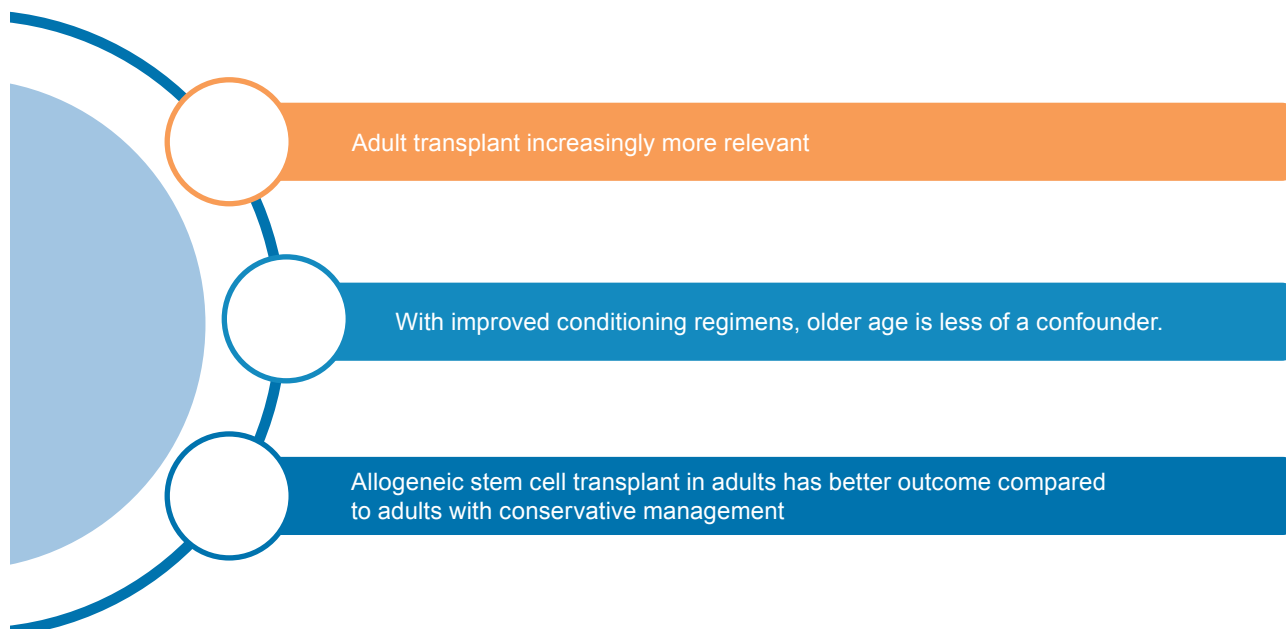 Adult transplant increasingly more relevant
With improved conditioning regimens, older age is less of a confounder.
Allogeneic stem cell transplant in adults has better outcome compared
to adults with conservative management